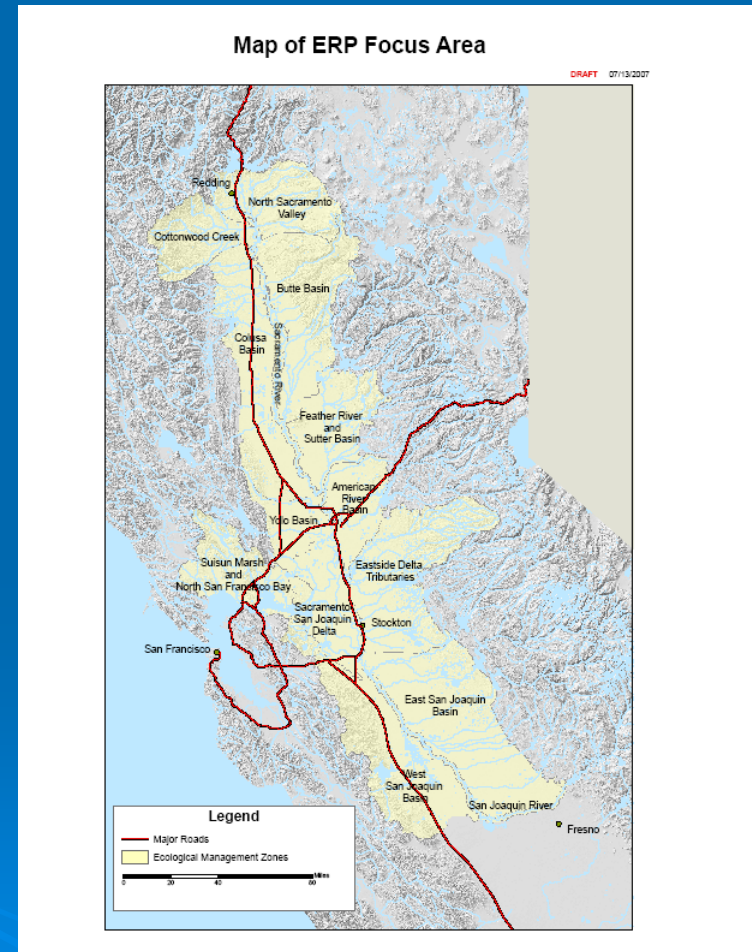 Map of ERP Focus Area
DRAFT 07/13/2007
Redding
North Sacramento
Valley
Cottonwood Creek
Butte Basin
Colusa
Basin
Sacramento River
Feather River
and
Sutter Basin
American
River
Basin
Yolo Basin
Suisun Marsh
and
North San Francisco Bay
Eastside Delta
Tributaries
Sacramento
San Joaquin
Delta
Stockton
San Francisco
East San Joaquin
Basin
West
San Joaquin
Basin
San Joaquin River
Fresno
Legend
Major Roads
Ecological Management Zones
Miles
0 20 40 80